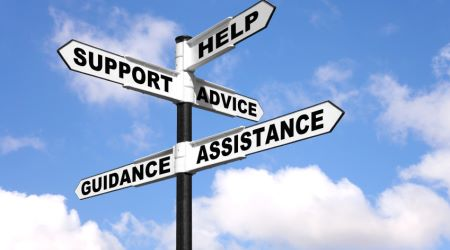 HELP
SUPPORT
ADVICE
ASSISTANCE
GUIDANCE